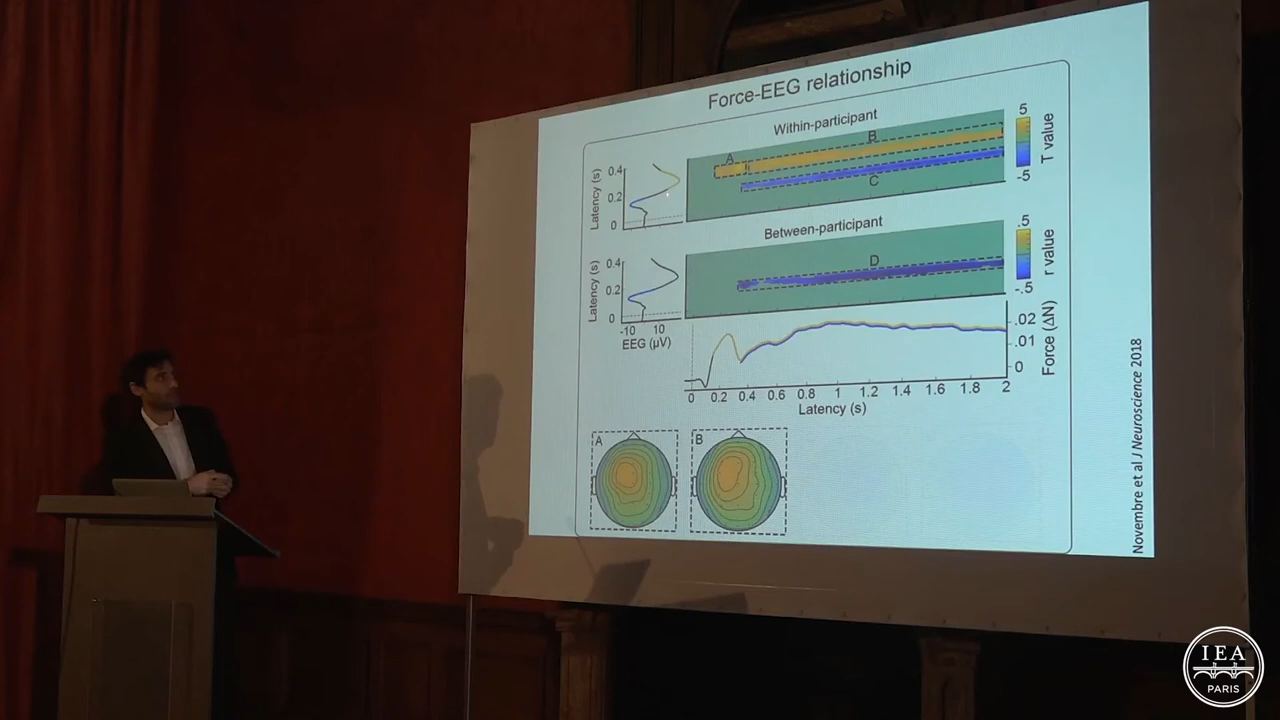 Force-EEG relationship
Within-participant
A
B
C
5
-5
T value
0.4
0.2
0
Latency (s)
Between-participant
D
.5
-.5
r value
0.4
0.2
0
Latency (s)
-10 10
EEG (µV)
.02
.01
0
Force (ΔN)
0 0.2 0.4 0.6 0.8 1 1.2 1.4 1.6 1.8 2
Latency (s)
A
B
Novembre et al J Neuroscience 2018
IEA
PARIS